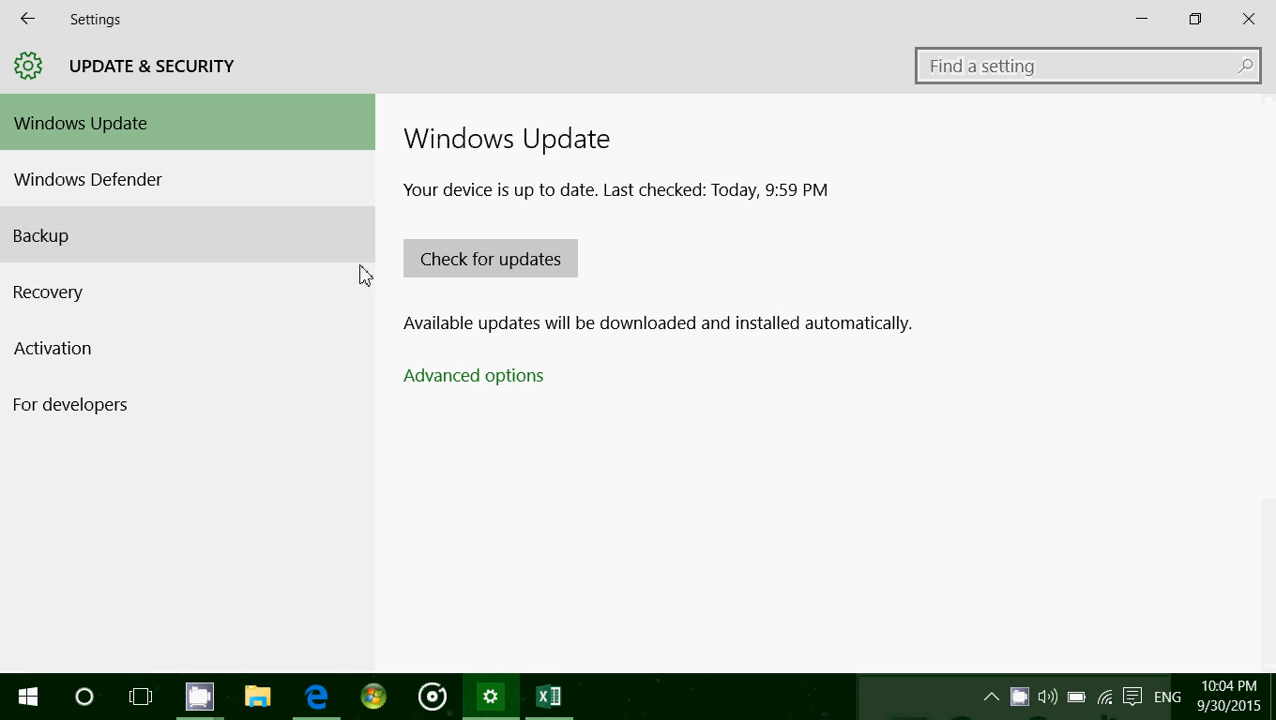 Settings
UPDATE & SECURITY
Find a setting
Windows Update
Windows Defender
Backup
Recovery
Activation
For developers
Windows Update
Your device is up to date. Last checked: Today, 9:59 PM
Check for updates
Available updates will be downloaded and installed automatically.
Advanced options
ENG
10:04 PM
9/30/2015